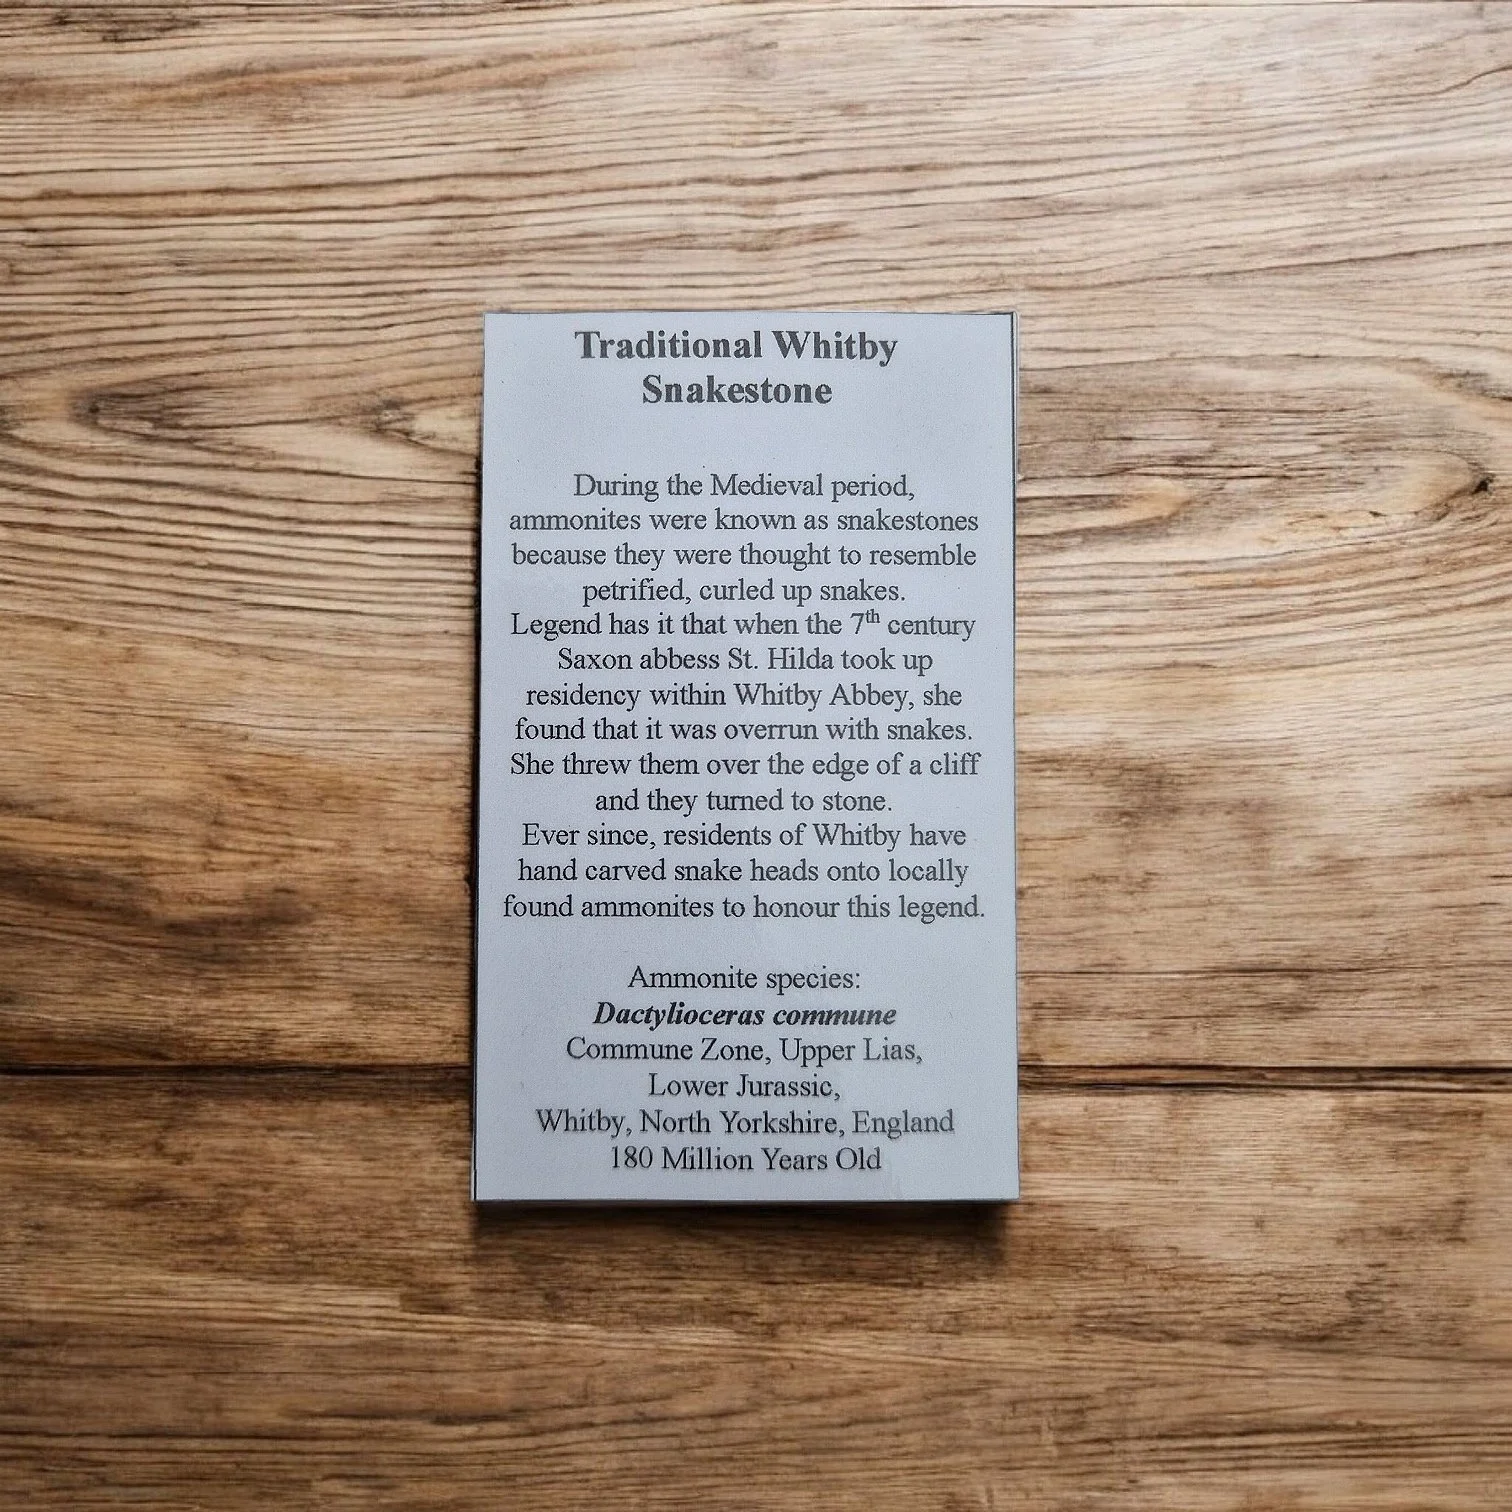 Traditional Whitby
Snakestone
During the Medieval period,
ammonites were known as snakestones
because they were thought to resemble
petrified, curled up snakes.
Legend has it that when the 7th century
Saxon abbess St. Hilda took up
residency within Whitby Abbey, she
found that it was overrun with snakes.
She threw them over the edge of a cliff
and they turned to stone.
Ever since, residents of Whitby have
hand carved snake heads onto locally
found ammonites to honour this legend.
Ammonite species:
Dactylioceras commune
Commune Zone, Upper Lias,
Lower Jurassic,
Whitby, North Yorkshire, England
180 Million Years Old